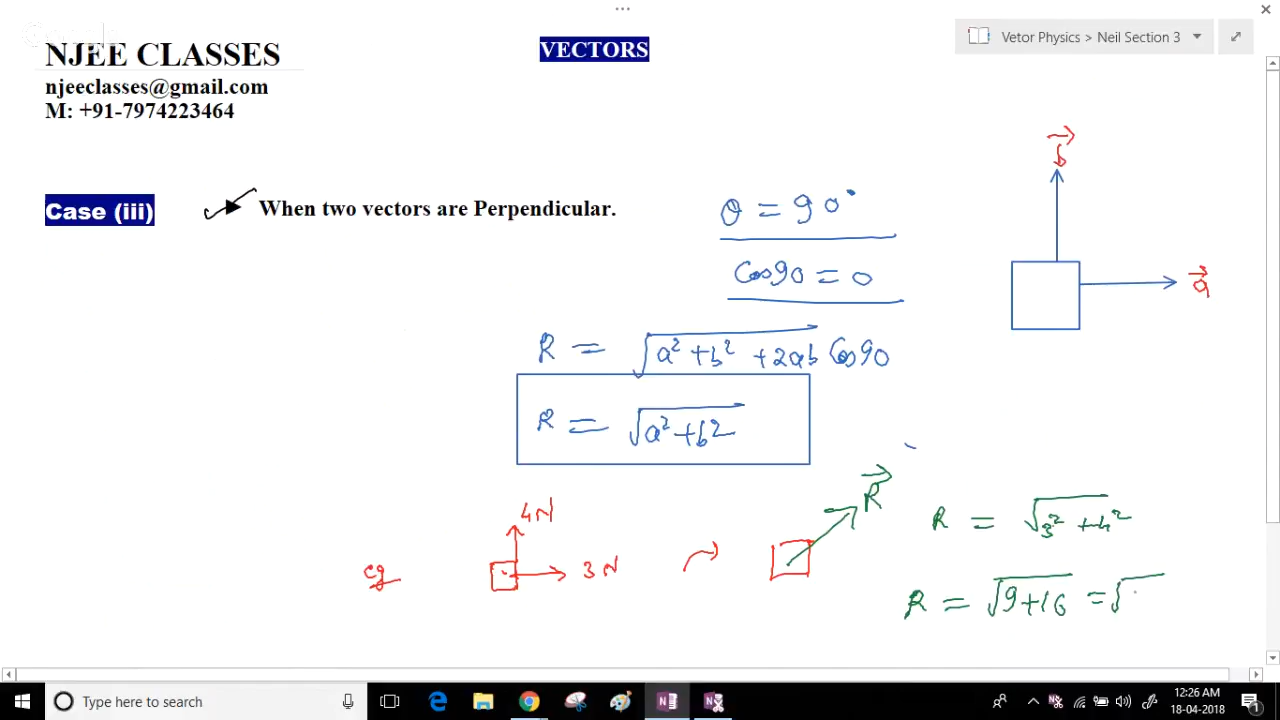 NJEE CLASSES
njeeclasses@gmail.com
M: +91-7974223464
VECTORS
Vetor Physics > Neil Section 3
Case (iii)
When two vectors are Perpendicular.
θ = 90°
Cos90 = 0
b⃗
a⃗
R = √a² + b² + 2ab Cos90
R = √a² + b²
eg
4N
3N
R⃗
R = √3² + 4²
R = √9+16 = √
Type here to search
12:26 AM
18-04-2018
1